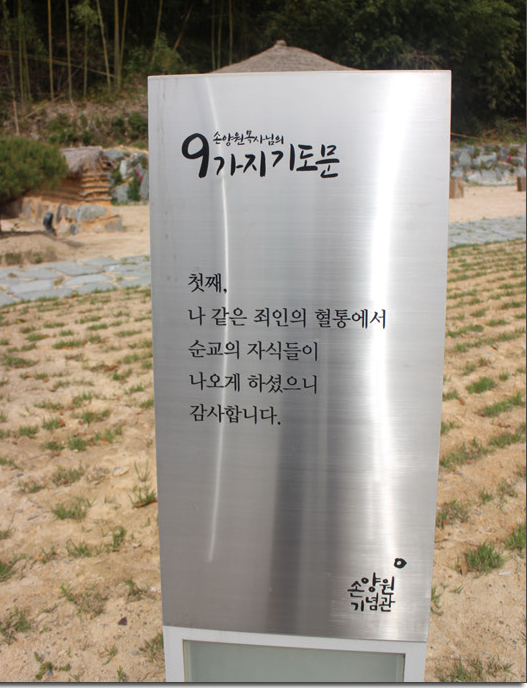 손양원목사님의
9가지 기도문
첫째,
나 같은 죄인의 혈통에서
순교의 자식들이
나오게 하셨으니
감사합니다.
손양원
기념관